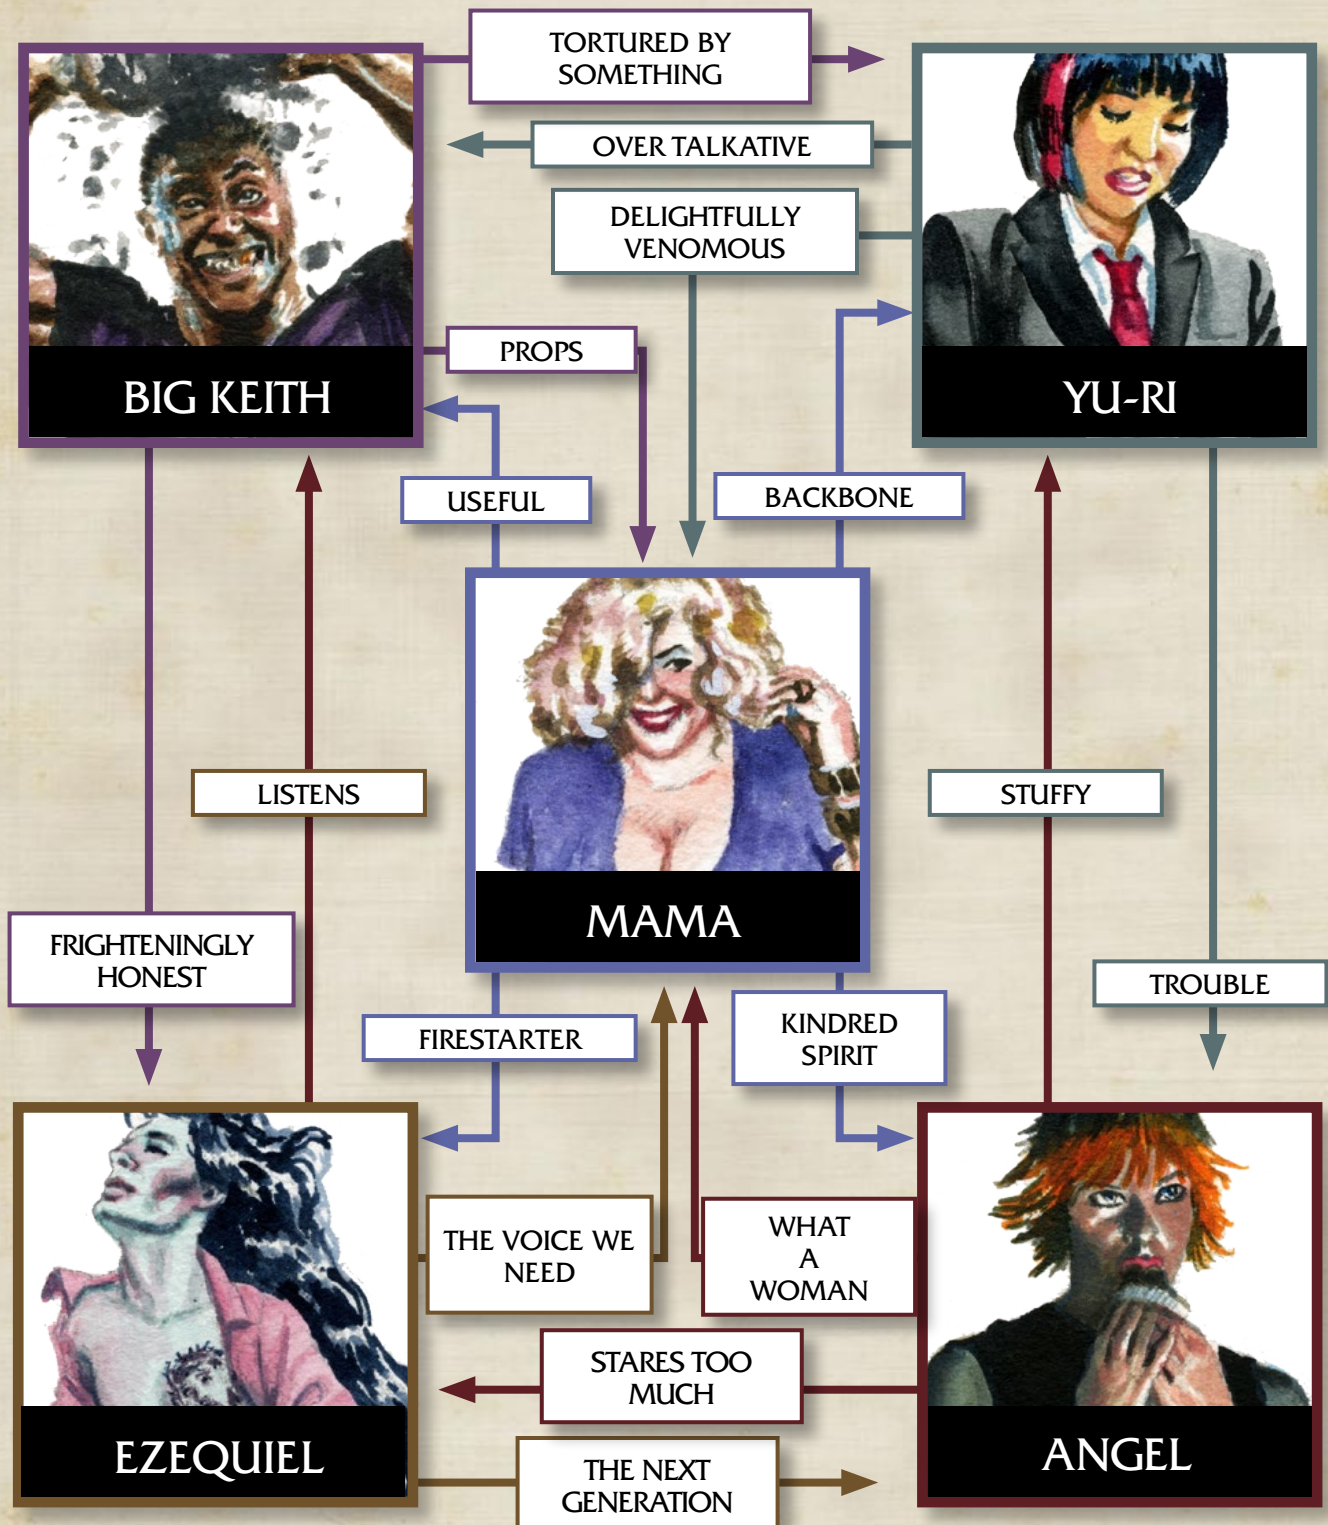 TORTURED BY
SOMETHING
OVER TALKATIVE
DELIGHTFULLY
VENOMOUS
PROPS
BIG KEITH
YU-RI
USEFUL
BACKBONE
LISTENS
STUFFY
MAMA
FRIGHTENINGLY
HONEST
TROUBLE
FIRESTARTER
KINDRED
SPIRIT
THE VOICE WE
NEED
WHAT
A
WOMAN
STARES TOO
MUCH
EZEQUIEL
ANGEL
THE NEXT
GENERATION